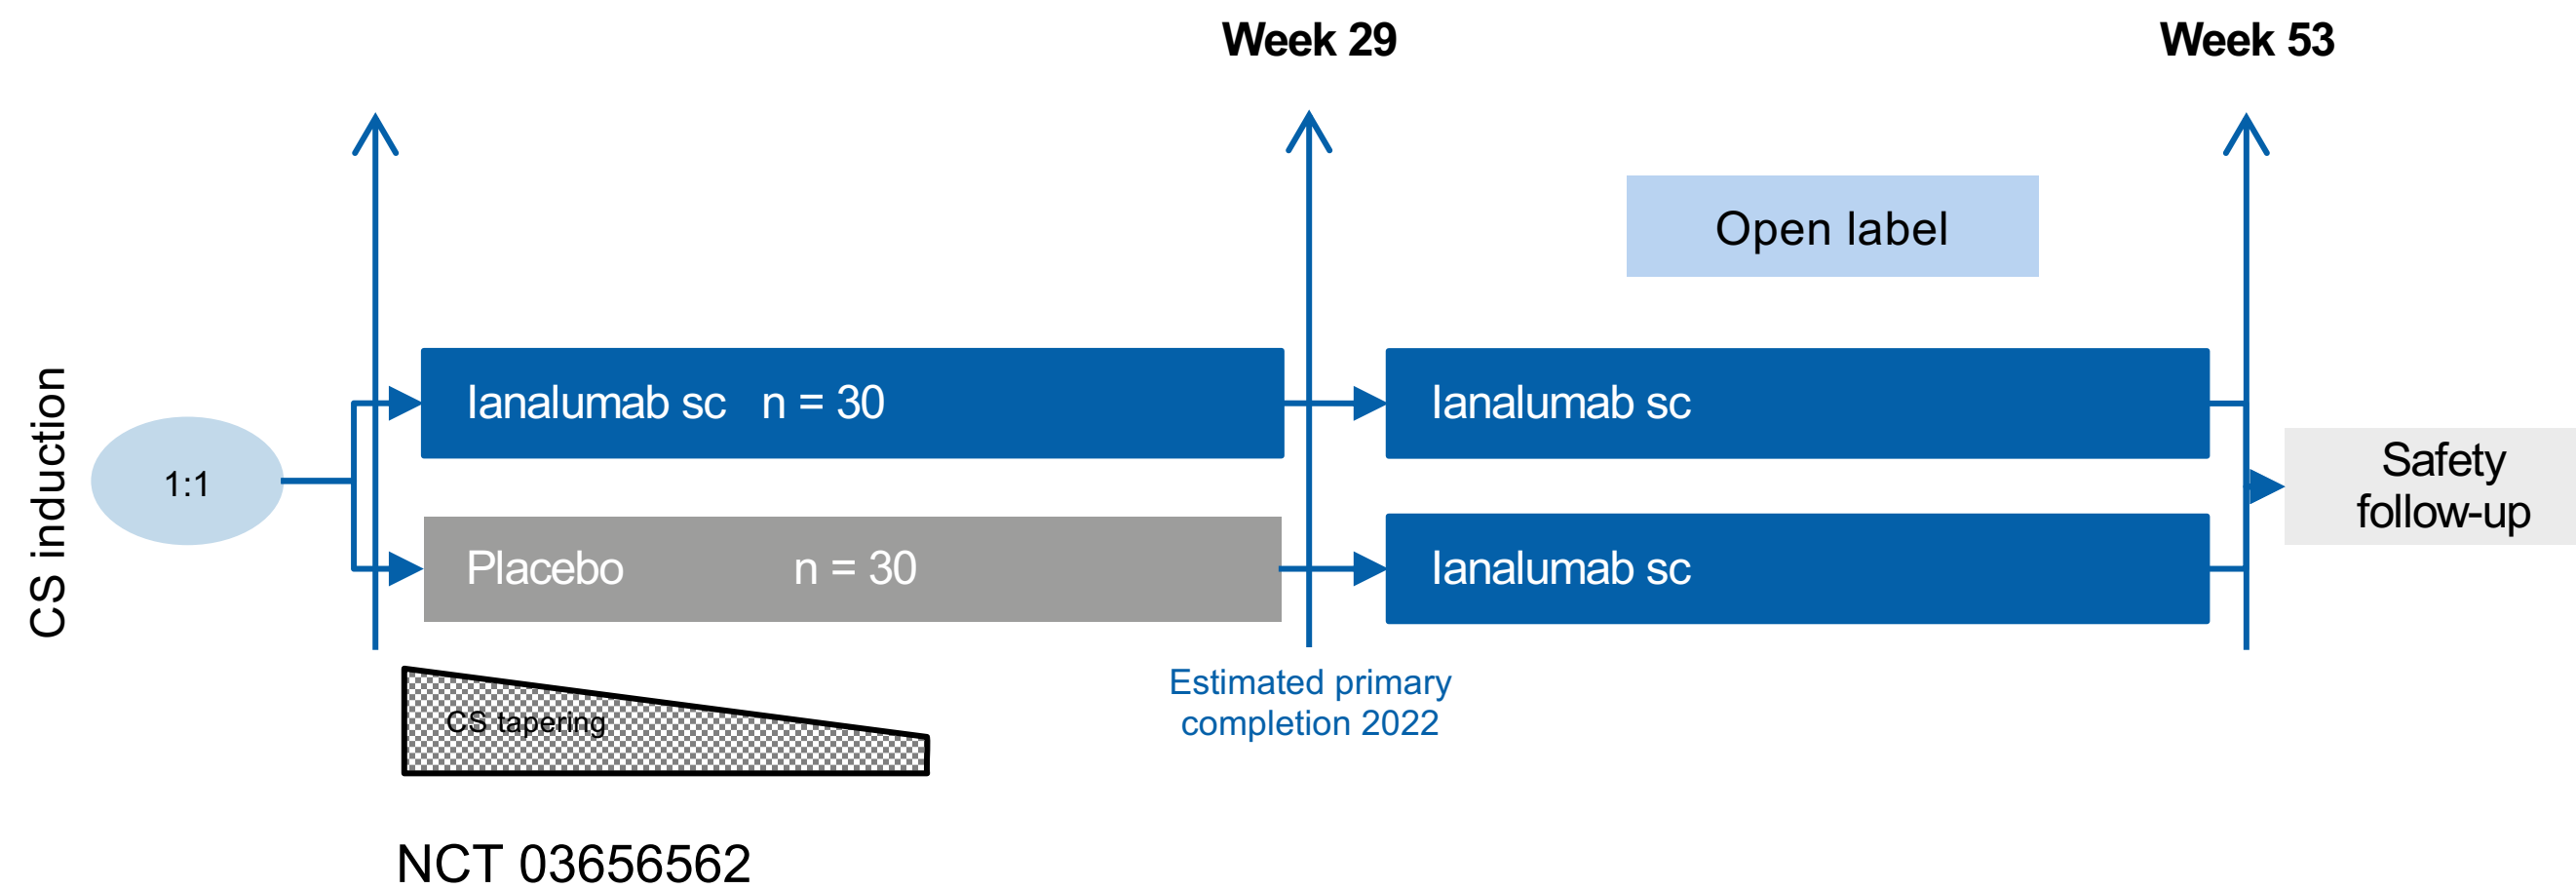 Week 29
Week 53
Open label
CS induction
1:1
Ianalumab sc n = 30
Ianalumab sc
Placebo n = 30
Ianalumab sc
Safety
follow-up
CS tapering
Estimated primary
completion 2022
NCT 03656562